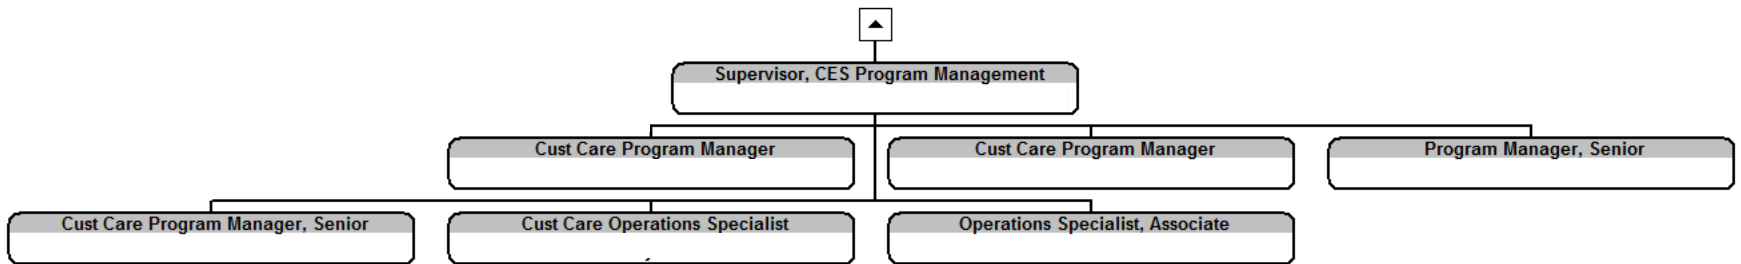 Supervisor, CES Program Management
Cust Care Program Manager
Cust Care Program Manager
Program Manager, Senior
Cust Care Program Manager, Senior
Cust Care Operations Specialist
Operations Specialist, Associate